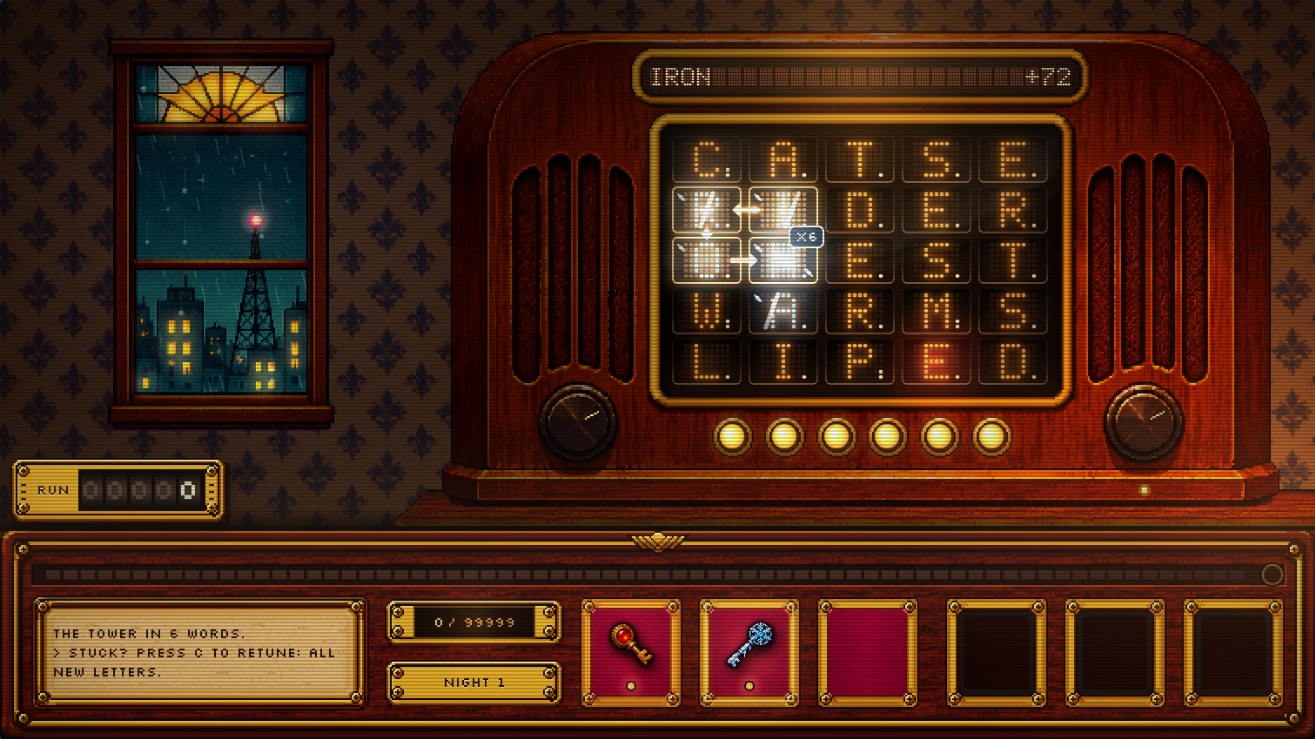 IRON +72
C. A. T. S. E.
D. E. R.
X6
E. S. T.
W. A. R. M. S.
L. I. P. E. D.
RUN 00000
THE TOWER IN 6 WORDS.
> STUCK? PRESS C TO RETUNE: ALL
NEW LETTERS.
0/ 99999
NIGHT 1